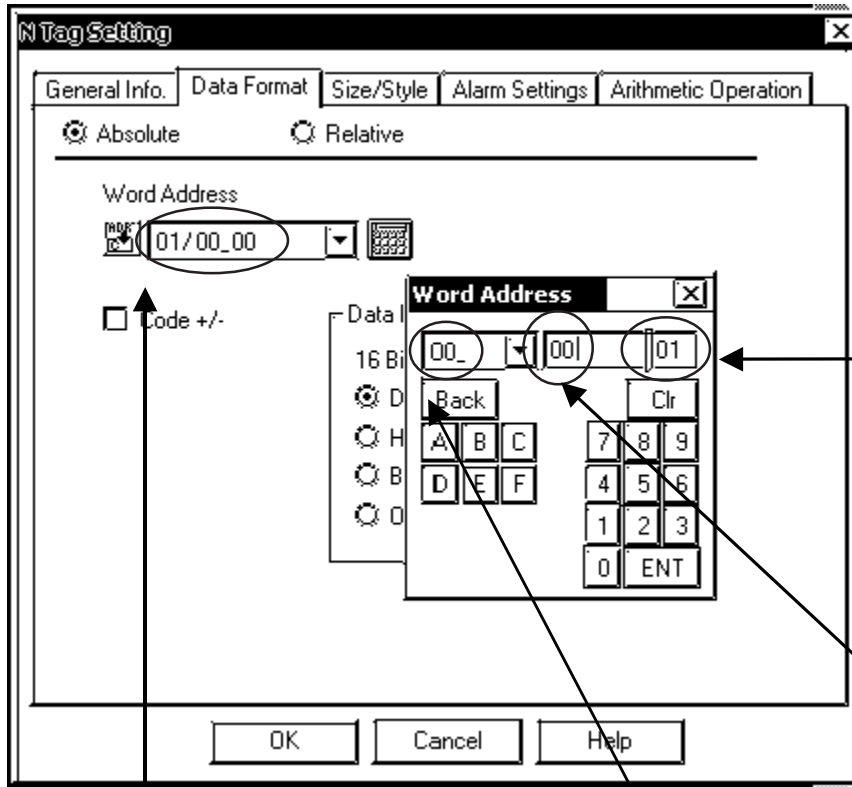 N Tag Setting
General Info. Data Format Size/Style Alarm Settings Arithmetic Operation
Absolute Relative
Word Address
01/00_00
Code +/-
Data
16 Bi
D
H
B
O
Word Address
00_ 00 01
Back Clr
A B C 7 8 9
D E F 4 5 6
1 2 3
0 ENT
OK Cancel Help